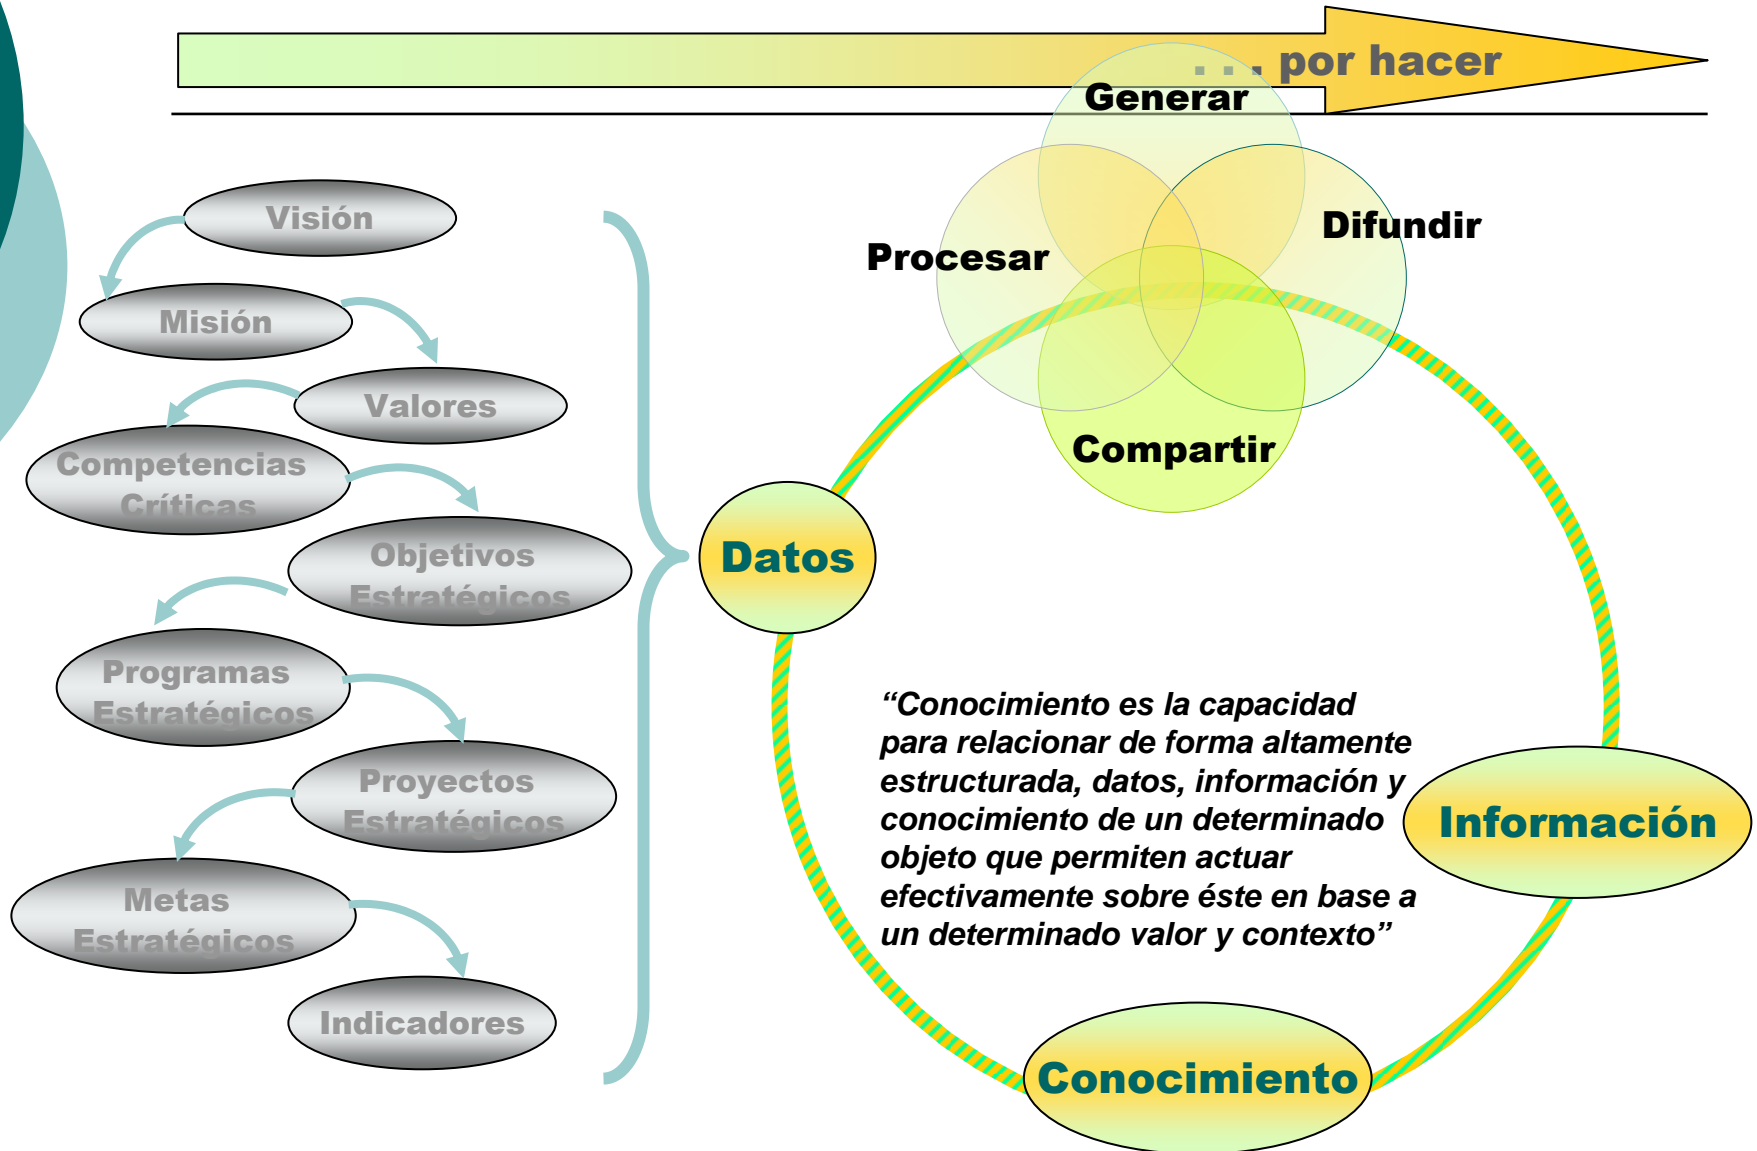 . . . por hacer
Generar
Difundir
Procesar
Compartir
Visión
Misión
Valores
Competencias
Críticas
Objetivos
Estratégicos
Programas
Estratégicos
Proyectos
Estratégicos
Metas
Estratégicos
Indicadores
Datos
“Conocimiento es la capacidad
para relacionar de forma altamente
estructurada, datos, información y
conocimiento de un determinado
objeto que permiten actuar
efectivamente sobre éste en base a
un determinado valor y contexto”
Información
Conocimiento